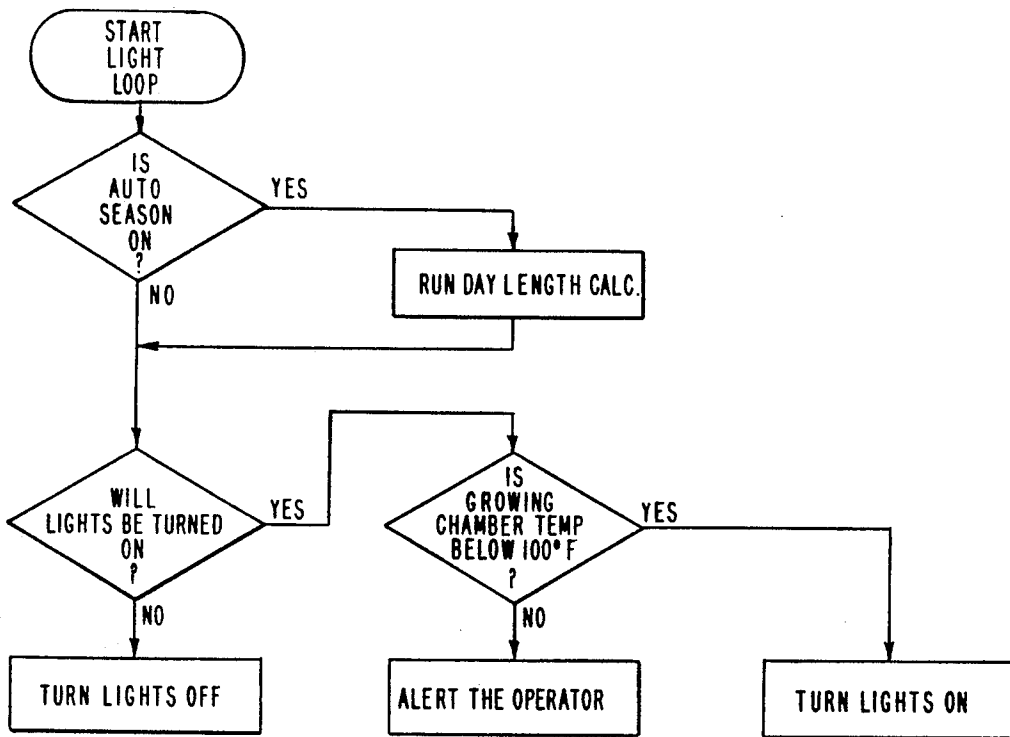 START
LIGHT
LOOP
IS
AUTO
SEASON
ON
?
YES
NO
RUN DAY LENGTH CALC.
WILL
LIGHTS BE TURNED
ON
?
YES
NO
IS
GROWING
CHAMBER TEMP
BELOW 100° F
?
YES
NO
TURN LIGHTS OFF
ALERT THE OPERATOR
TURN LIGHTS ON